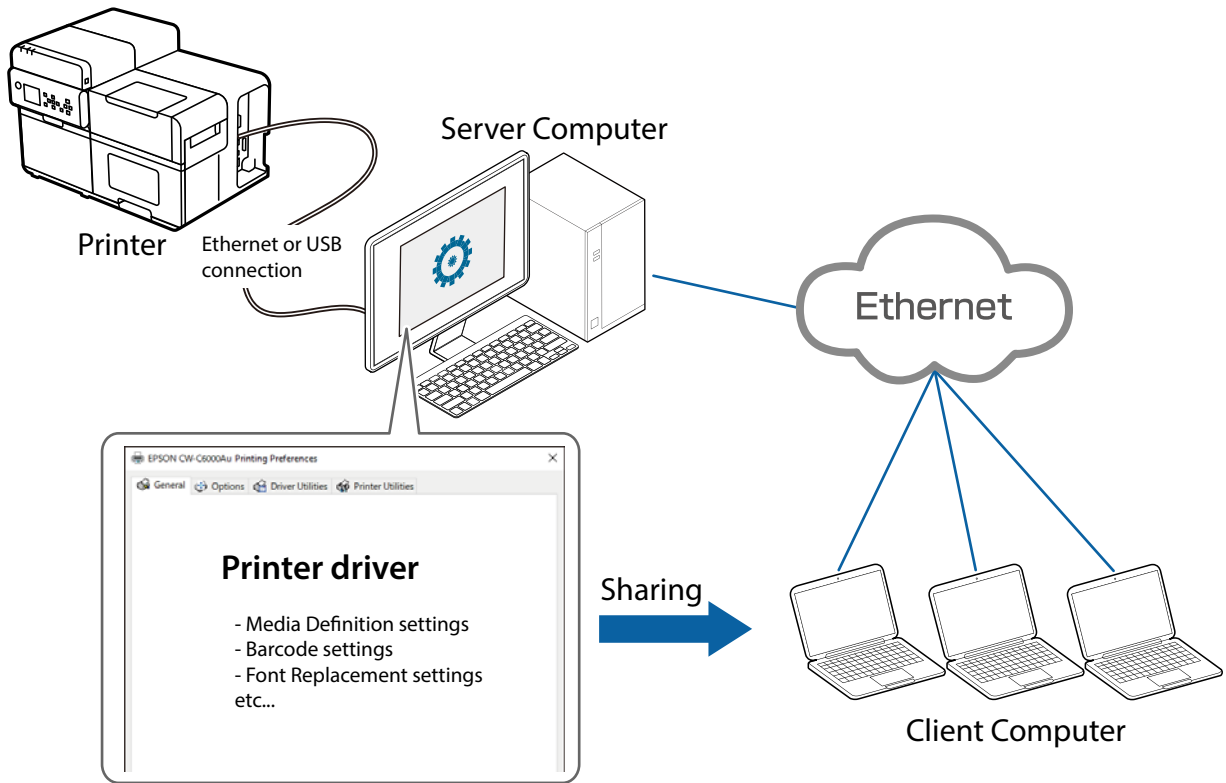 Server Computer
Printer
Ethernet or USB
connection
Ethernet
EPSON CW-C6000Au Printing Preferences
General
Options
Driver Utilities
Printer Utilities
Printer driver
- Media Definition settings
- Barcode settings
- Font Replacement settings
etc...
Sharing
Client Computer